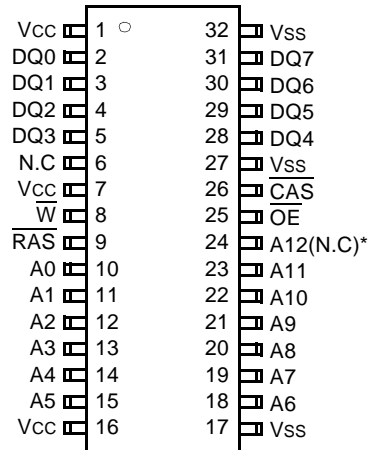 VCC 1 32 VSS
DQ0 2 31 DQ7
DQ1 3 30 DQ6
DQ2 4 29 DQ5
DQ3 5 28 DQ4
N.C 6 27 VSS
VCC 7 26 C̅A̅S̅
W̅ 8 25 O̅E̅
R̅A̅S̅ 9 24 A12(N.C)*
A0 10 23 A11
A1 11 22 A10
A2 12 21 A9
A3 13 20 A8
A4 14 19 A7
A5 15 18 A6
VCC 16 17 VSS